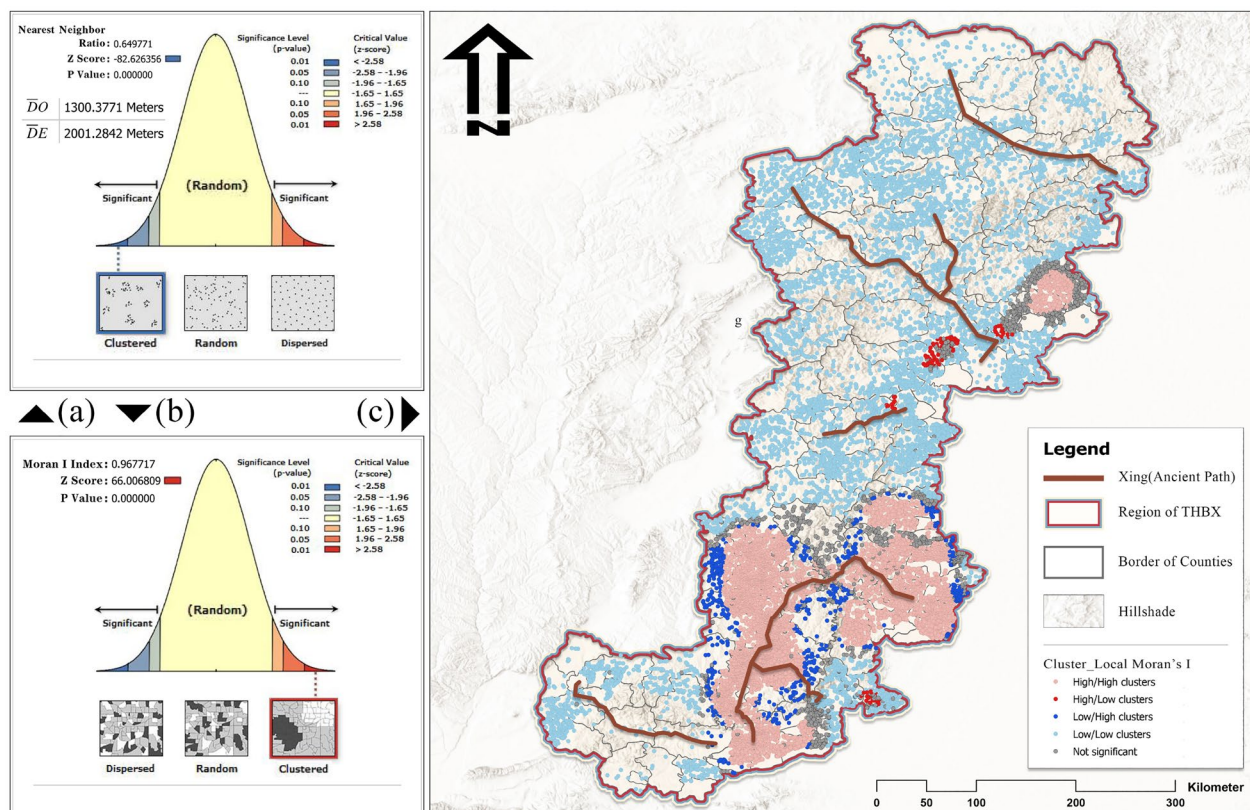 Nearest Neighbor
Ratio: 0.649771
Z Score: -82.626356
P Value: 0.000000
D̅O 1300.3771 Meters
D̅E 2001.2842 Meters
Significance Level
(p-value)
Critical Value
(z-score)
0.01 < -2.58
0.05 -2.58 – -1.96
0.10 -1.96 – -1.65
--- -1.65 – 1.65
0.10 1.65 – 1.96
0.05 1.96 – 2.58
0.01 > 2.58
(Random)
Significant
Significant
Clustered
Random
Dispersed
(a)
(b)
(c)
Moran I Index: 0.967717
Z Score: 66.006809
P Value: 0.000000
Significance Level
(p-value)
Critical Value
(z-score)
0.01 < -2.58
0.05 -2.58 – -1.96
0.10 -1.96 – -1.65
--- -1.65 – 1.65
0.10 1.65 – 1.96
0.05 1.96 – 2.58
0.01 > 2.58
(Random)
Significant
Significant
Dispersed
Random
Clustered
N
g
Legend
Xing(Ancient Path)
Region of THBX
Border of Counties
Hillshade
Cluster_Local Moran's I
High/High clusters
High/Low clusters
Low/High clusters
Low/Low clusters
Not significant
Kilometer
0 50 100 200 300